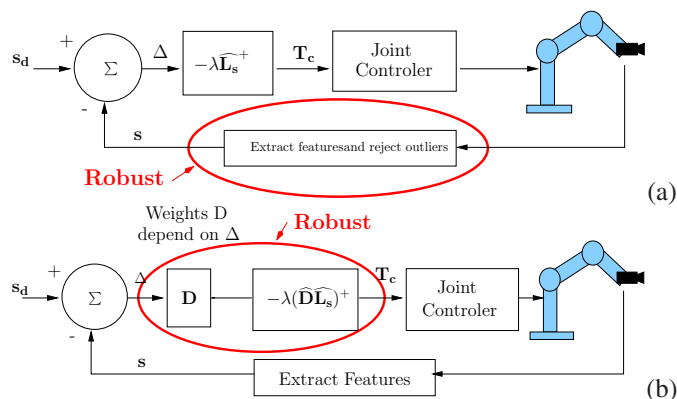 +
s_d
Σ
Δ
-
−λL̂_s⁺
T_c
Joint
Controler
s
Extract featuresand reject outliers
Robust
(a)
Weights D
depend on Δ
Robust
+
s_d
Σ
Δ
-
D
−λ(D̂L̂_s)⁺
T_c
Joint
Controler
s
Extract Features
(b)